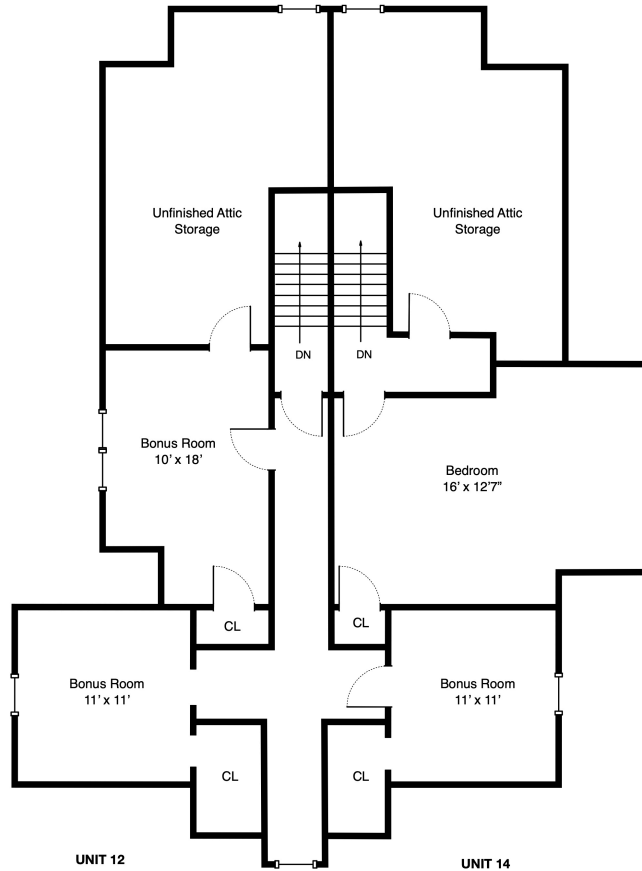 Unfinished Attic
Storage
Unfinished Attic
Storage
DN
DN
Bonus Room
10’ x 18’
Bedroom
16’ x 12’7”
CL
CL
Bonus Room
11’ x 11’
Bonus Room
11’ x 11’
CL
CL
UNIT 12
UNIT 14